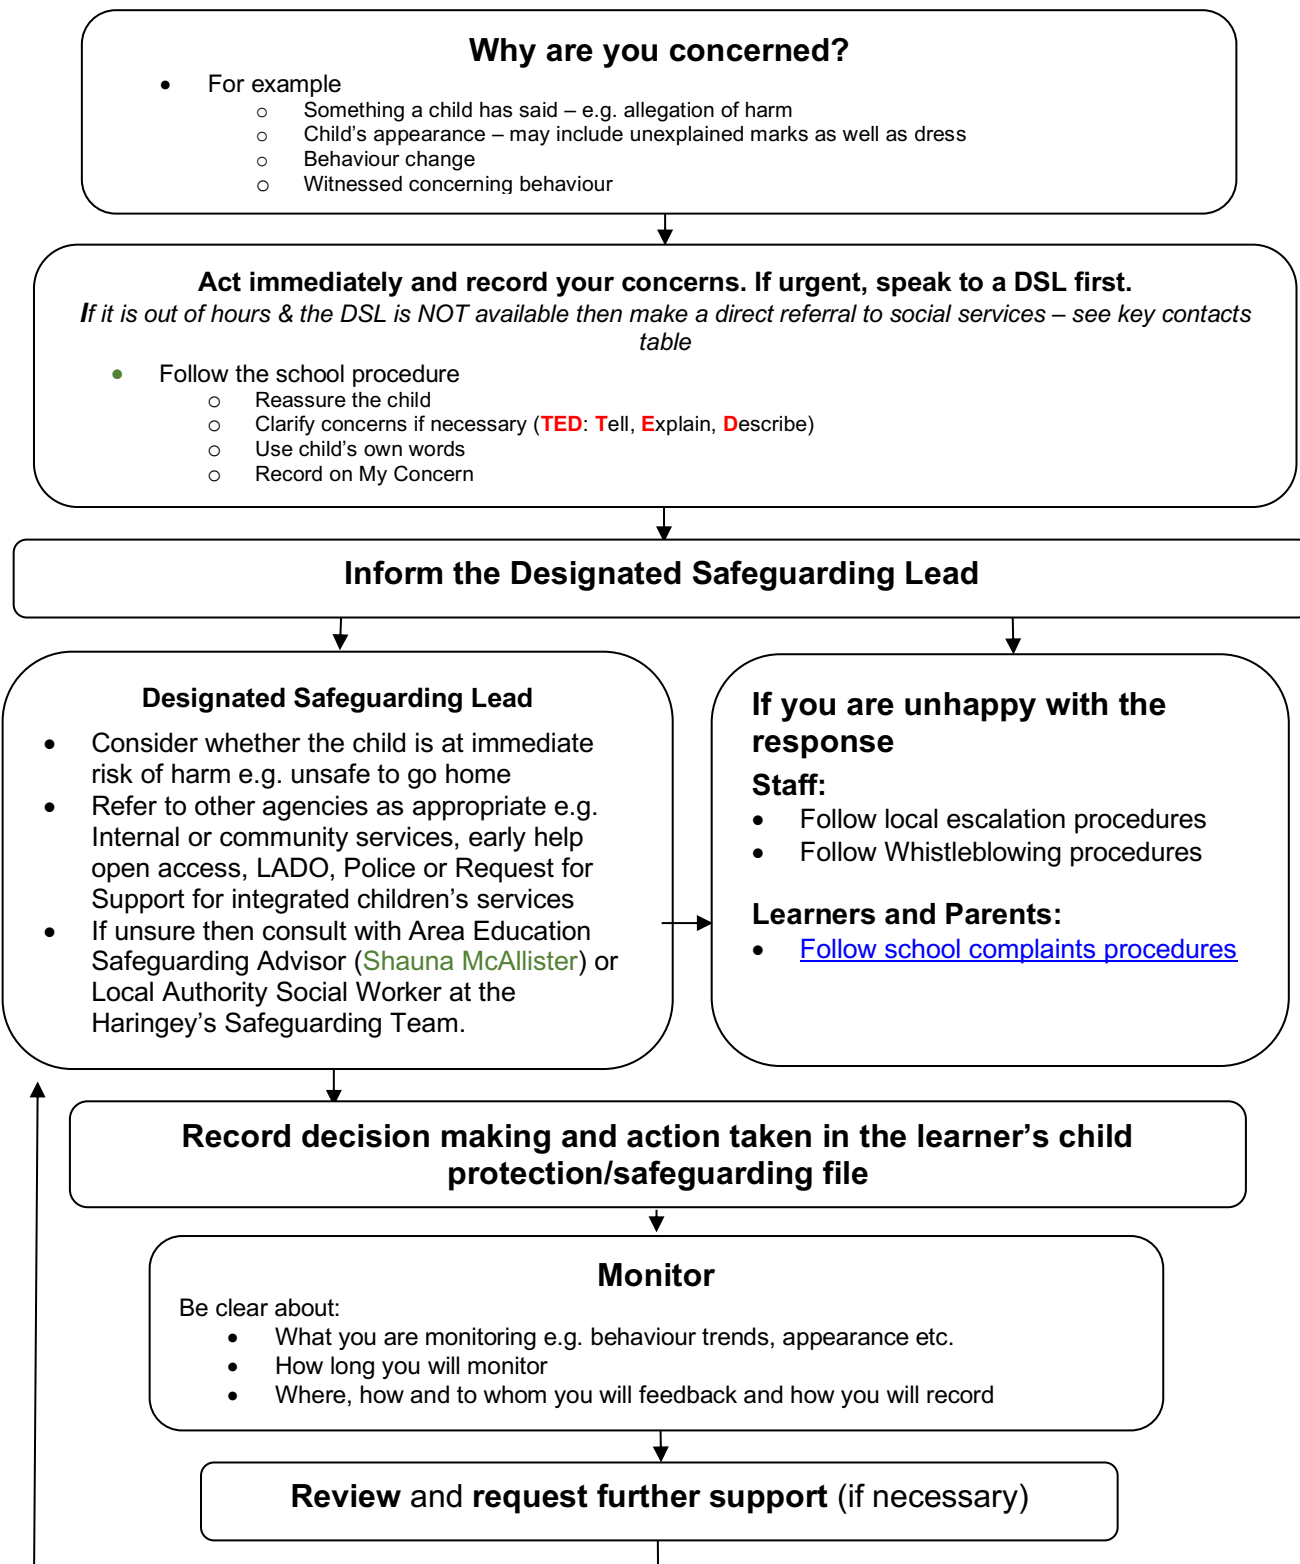 Why are you concerned?
• For example
o Something a child has said – e.g. allegation of harm
o Child's appearance – may include unexplained marks as well as dress
o Behaviour change
o Witnessed concerning behaviour
Act immediately and record your concerns. If urgent, speak to a DSL first.
If it is out of hours & the DSL is NOT available then make a direct referral to social services – see key contacts
table
• Follow the school procedure
o Reassure the child
o Clarify concerns if necessary (TED: Tell, Explain, Describe)
o Use child's own words
o Record on My Concern
Inform the Designated Safeguarding Lead
Designated Safeguarding Lead
• Consider whether the child is at immediate
risk of harm e.g. unsafe to go home
• Refer to other agencies as appropriate e.g.
Internal or community services, early help
open access, LADO, Police or Request for
Support for integrated children's services
• If unsure then consult with Area Education
Safeguarding Advisor (Shauna McAllister) or
Local Authority Social Worker at the
Haringey's Safeguarding Team.
If you are unhappy with the
response
Staff:
• Follow local escalation procedures
• Follow Whistleblowing procedures
Learners and Parents:
• Follow school complaints procedures
Record decision making and action taken in the learner's child
protection/safeguarding file
Monitor
Be clear about:
• What you are monitoring e.g. behaviour trends, appearance etc.
• How long you will monitor
• Where, how and to whom you will feedback and how you will record
Review and request further support (if necessary)